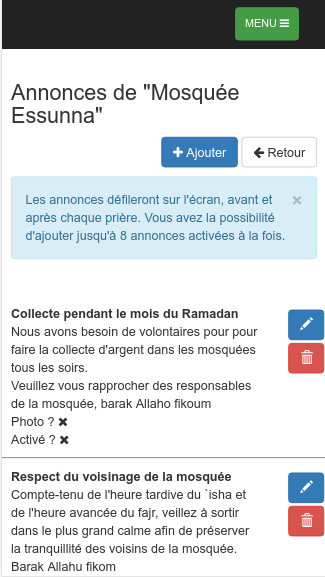 MENU
Annonces de "Mosquée
Essunna"
Ajouter
Retour
Les annonces défileront sur l'écran, avant et
après chaque prière. Vous avez la possibilité
d'ajouter jusqu'à 8 annonces activées à la fois.
×
Collecte pendant le mois du Ramadan
Nous avons besoin de volontaires pour pour
faire la collecte d'argent dans les mosquées
tous les soirs.
Veuillez vous rapprocher des responsables
de la mosquée, barak Allaho fikoum
Photo ? ✖
Activé ? ✖
Respect du voisinage de la mosquée
Compte-tenu de l'heure tardive du `isha et
de l'heure avancée du fajr, veillez à sortir
dans le plus grand calme afin de préserver
la tranquillité des voisins de la mosquée.
Barak Allahu fikom